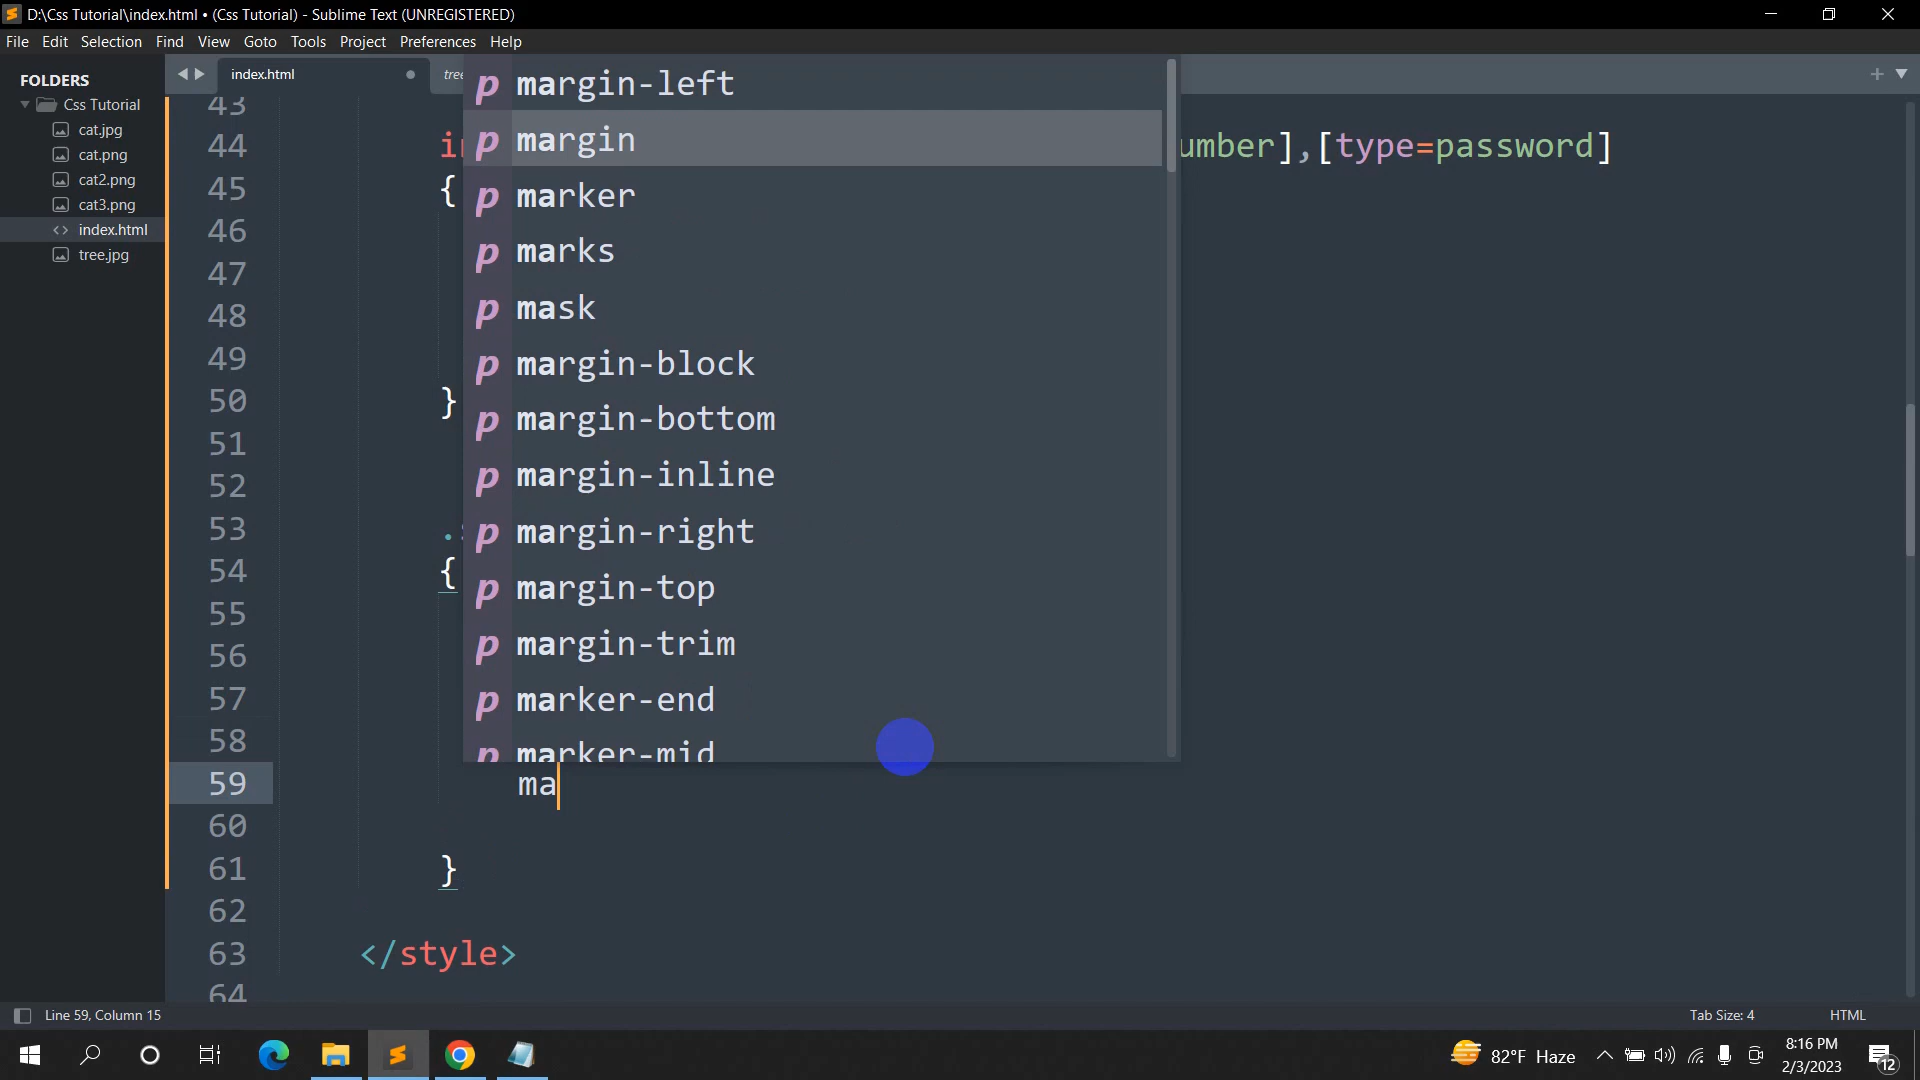 D:\Css Tutorial\index.html • (Css Tutorial) - Sublime Text (UNREGISTERED)
File Edit Selection Find View Goto Tools Project Preferences Help
FOLDERS
Css Tutorial
cat.jpg
cat.png
cat2.png
cat3.png
index.html
tree.jpg
index.html
tree
43
44 in umber],[type=password]
45 {
46
47
48
49
50 }
51
52
53 .
54 {
55
56
57
58
59 ma
60
61 }
62
63 </style>
64
p margin-left
p margin
p marker
p marks
p mask
p margin-block
p margin-bottom
p margin-inline
p margin-right
p margin-top
p margin-trim
p marker-end
p marker-mid
Line 59, Column 15
Tab Size: 4
HTML
82°F Haze
8:16 PM
2/3/2023
12